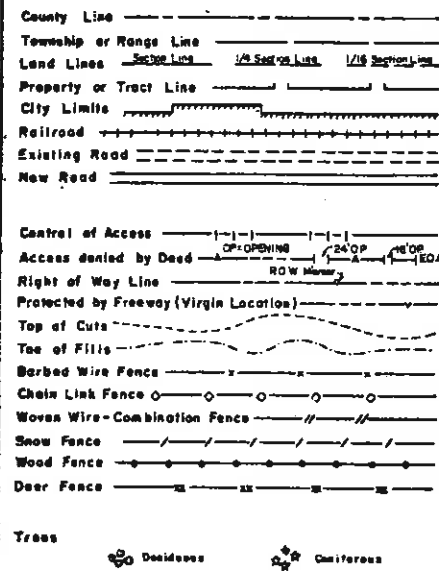 County Line
Township or Range Line
Land Lines Section Line 1/4 Section Line 1/16 Section Line
Property or Tract Line
City Limits
Railroad
Existing Road
New Road
Control of Access
OP=OPENING 24'OP 16'OP
Access denied by Deed EOA
ROW Marker
Right of Way Line
Protected by Freeway (Virgin Location)
Top of Cuts
Toe of Fills
Barbed Wire Fence
Chain Link Fence
Woven Wire-Combination Fence
Snow Fence
Wood Fence
Deer Fence
Trees
Deciduous Coniferous